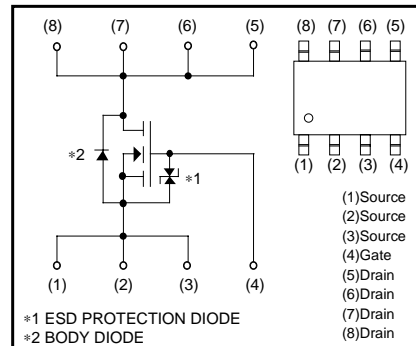 (8) (7) (6) (5)
*2
*1
(1) (2) (3) (4)
*1 ESD PROTECTION DIODE
*2 BODY DIODE
(8) (7) (6) (5)
(1) (2) (3) (4)
(1)Source
(2)Source
(3)Source
(4)Gate
(5)Drain
(6)Drain
(7)Drain
(8)Drain